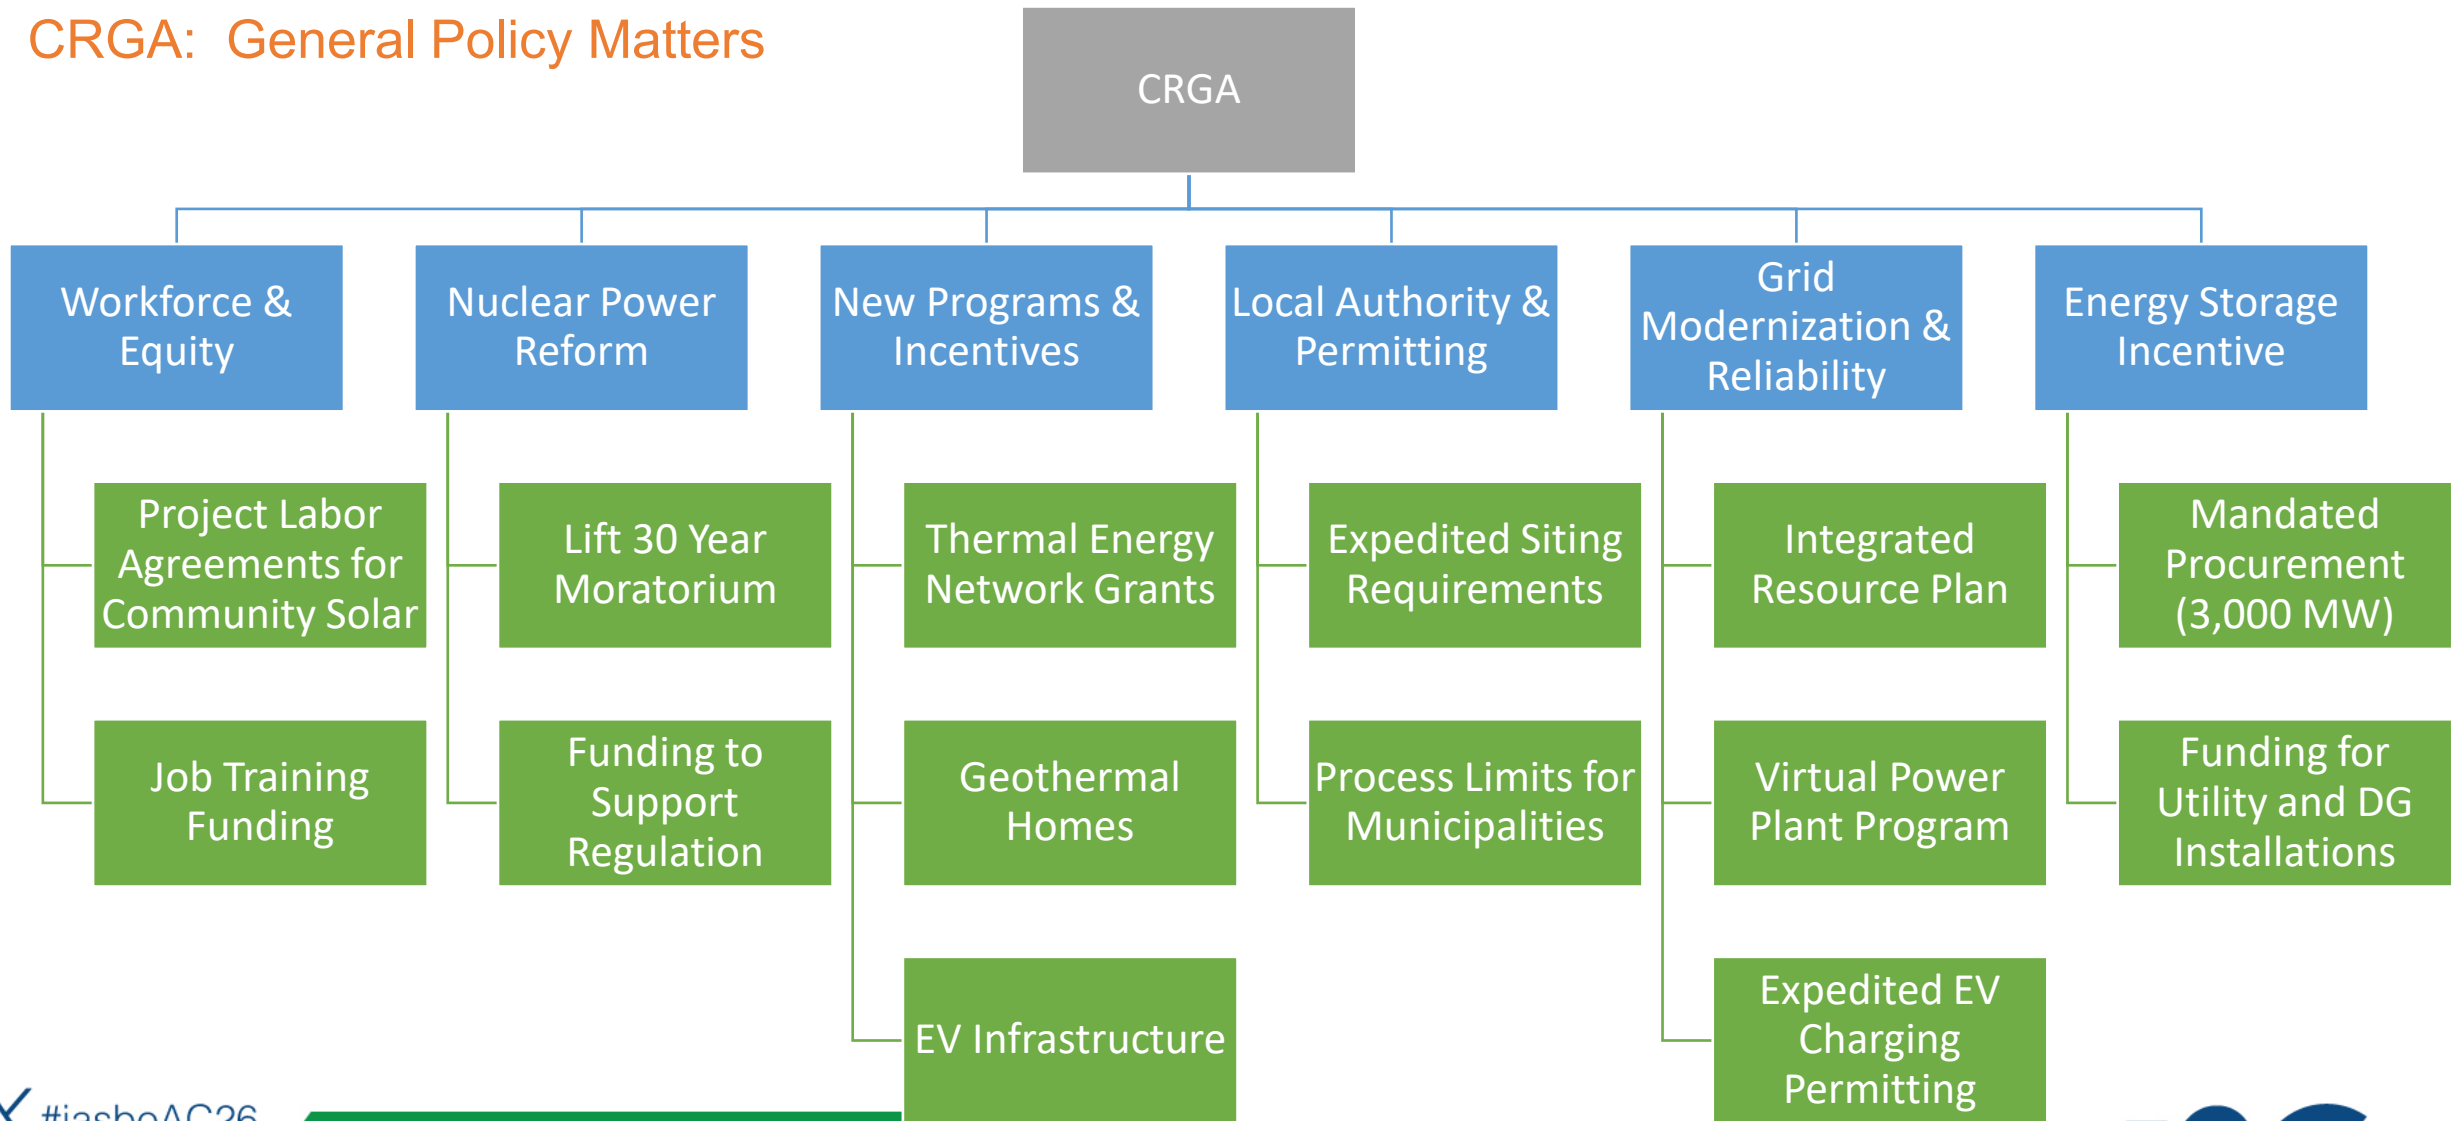 CRGA: General Policy Matters
CRGA
Workforce &
Equity
Nuclear Power
Reform
New Programs &
Incentives
Local Authority &
Permitting
Grid
Modernization &
Reliability
Energy Storage
Incentive
Project Labor
Agreements for
Community Solar
Lift 30 Year
Moratorium
Thermal Energy
Network Grants
Expedited Siting
Requirements
Integrated
Resource Plan
Mandated
Procurement
(3,000 MW)
Job Training
Funding
Funding to
Support
Regulation
Geothermal
Homes
Process Limits for
Municipalities
Virtual Power
Plant Program
Funding for
Utility and DG
Installations
EV Infrastructure
Expedited EV
Charging
Permitting
#iasboAC26